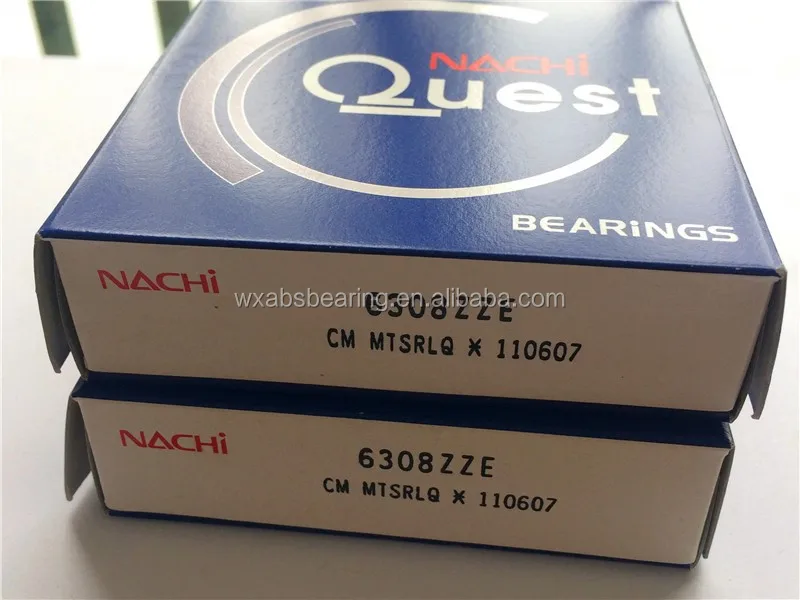 NACHi
Quest
BEARiNGS
NACHi
6308ZZE
wxabsbearing.en.alibaba.com
CM MTSRLQ * 110607
NACHi
6308ZZE
CM MTSRLQ * 110607